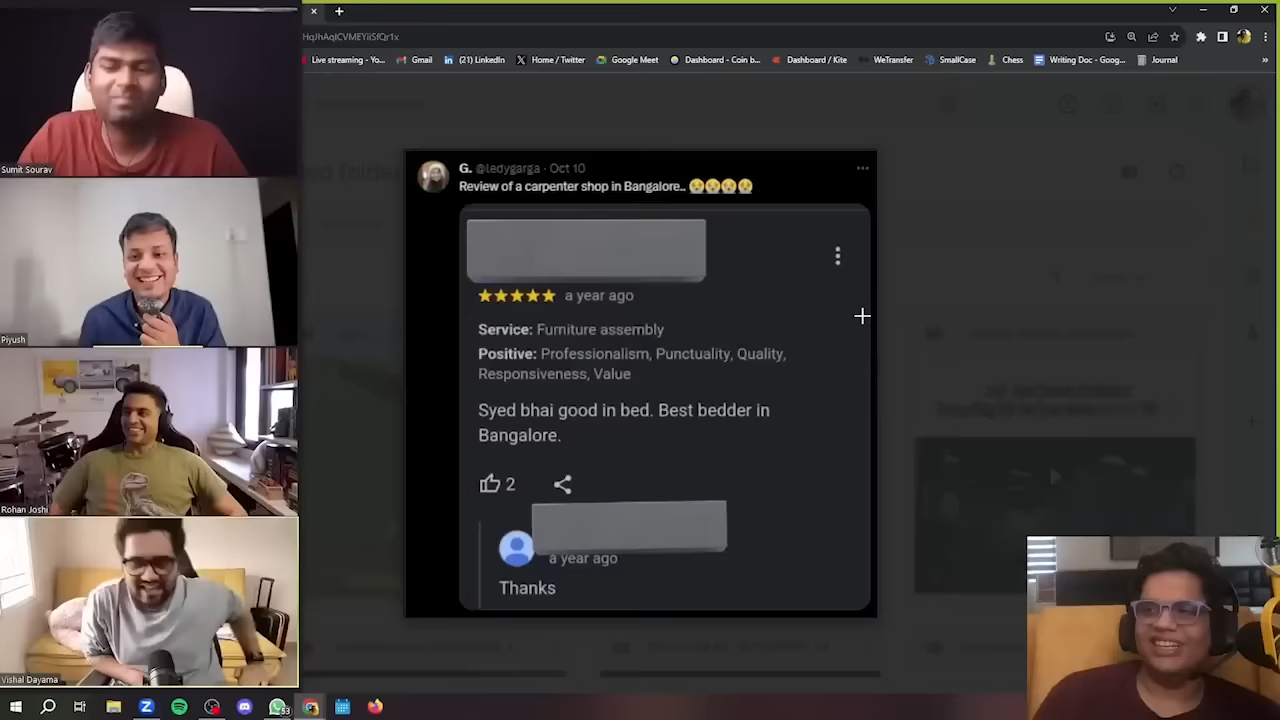 HqJhAqICVMEYiiSfQr1x
Live streaming - Yo...
Gmail
(21) LinkedIn
Home / Twitter
Google Meet
Dashboard - Coin b...
Dashboard / Kite
WeTransfer
SmallCase
Chess
Writing Doc - Goog...
Journal
Sumit Sourav
Piyush
Rohan Joshi
Vishal Dayama
G. @ledygarga · Oct 10
Review of a carpenter shop in Bangalore.. 😭😭😭😭
a year ago
Service: Furniture assembly
Positive: Professionalism, Punctuality, Quality,
Responsiveness, Value
Syed bhai good in bed. Best bedder in
Bangalore.
2
a year ago
Thanks
53